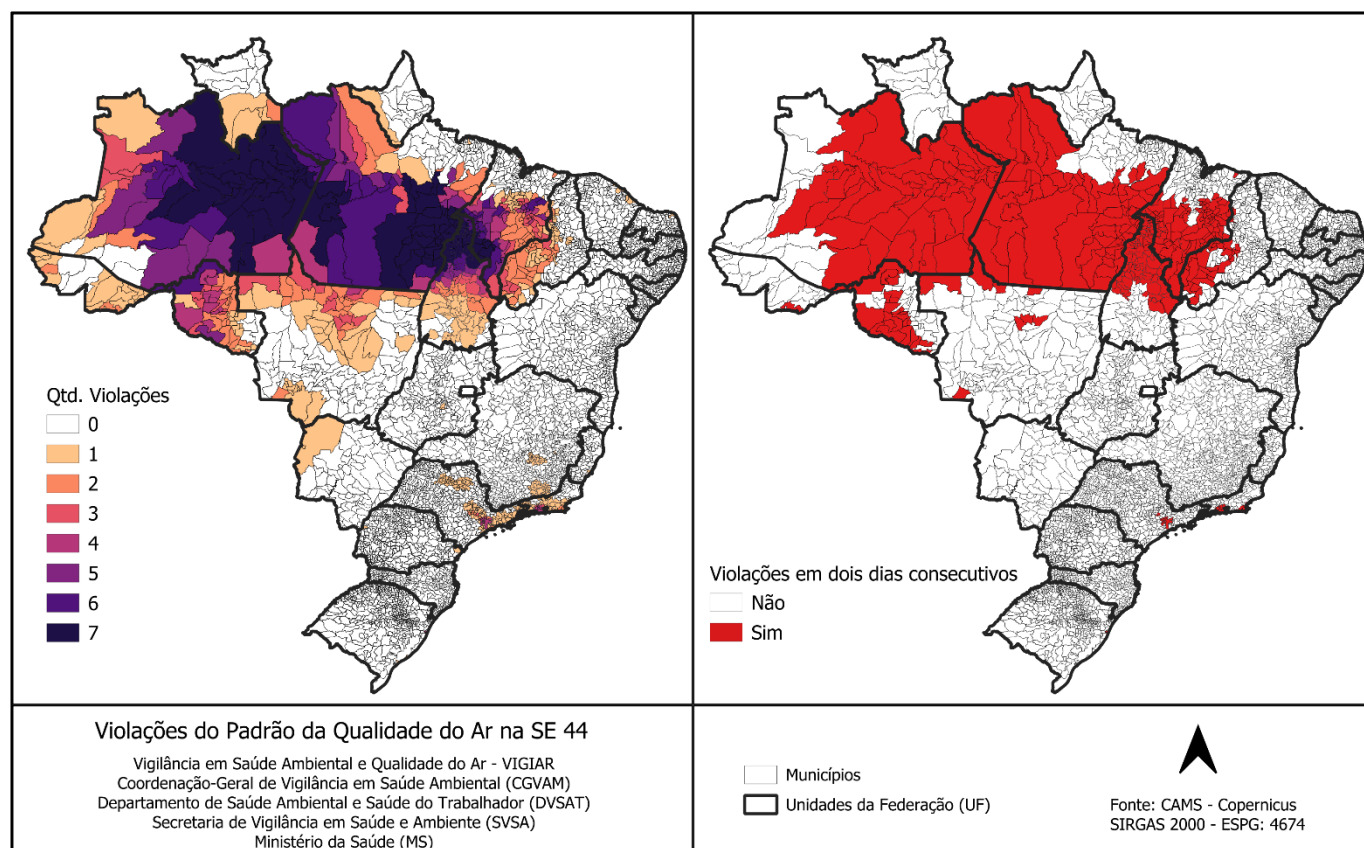 Qtd. Violações
0
1
2
3
4
5
6
7
Violações em dois dias consecutivos
Não
Sim
Violações do Padrão da Qualidade do Ar na SE 44
Vigilância em Saúde Ambiental e Qualidade do Ar - VIGIAR
Coordenação-Geral de Vigilância em Saúde Ambiental (CGVAM)
Departamento de Saúde Ambiental e Saúde do Trabalhador (DVSAT)
Secretaria de Vigilância em Saúde e Ambiente (SVSA)
Ministério da Saúde (MS)
Municípios
Unidades da Federação (UF)
Fonte: CAMS - Copernicus
SIRGAS 2000 - ESPG: 4674